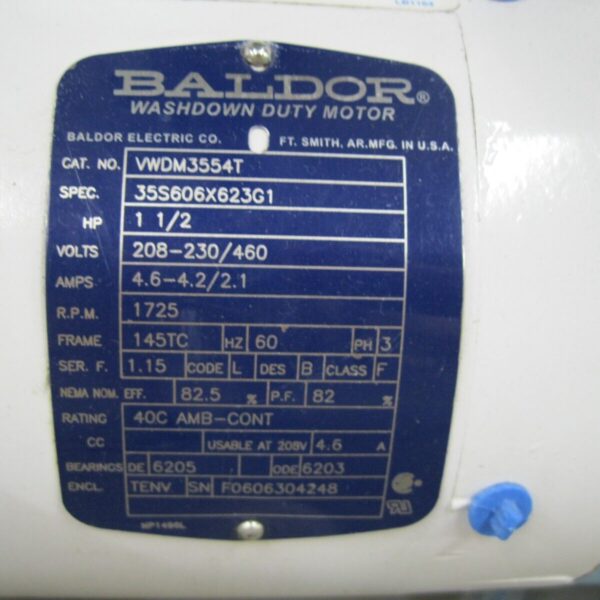 BALDOR®
WASHDOWN DUTY MOTOR
BALDOR ELECTRIC CO. FT. SMITH, AR.MFG. IN U.S.A.
CAT. NO. VWDM3554T
SPEC. 35S606X623G1
HP 1 1/2
VOLTS 208-230/460
AMPS 4.6-4.2/2.1
R.P.M. 1725
FRAME 145TC HZ 60 PH 3
SER. F. 1.15 CODE L DES B CLASS F
NEMA NOM. EFF. 82.5 % P.F. 82 %
RATING 40C AMB-CONT
CC USABLE AT 208V 4.6 A
BEARINGS DE 6205 ODE 6203
ENCL. TENV SN F0606304248